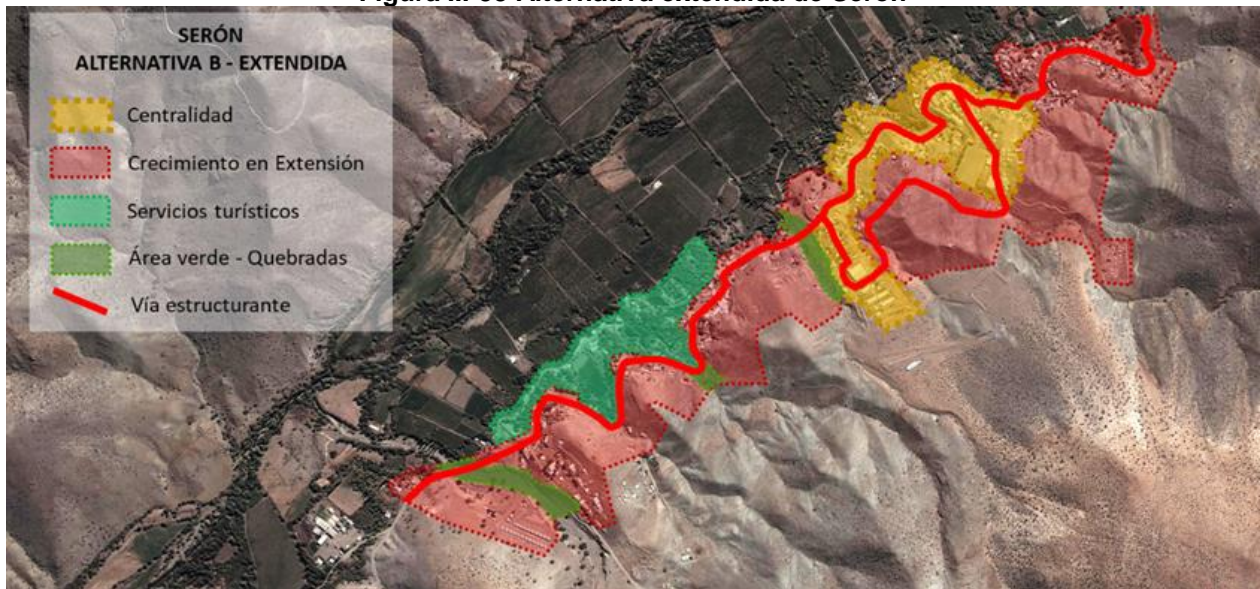 SERÓN
ALTERNATIVA B - EXTENDIDA
Centralidad
Crecimiento en Extensión
Servicios turísticos
Área verde - Quebradas
Vía estructurante